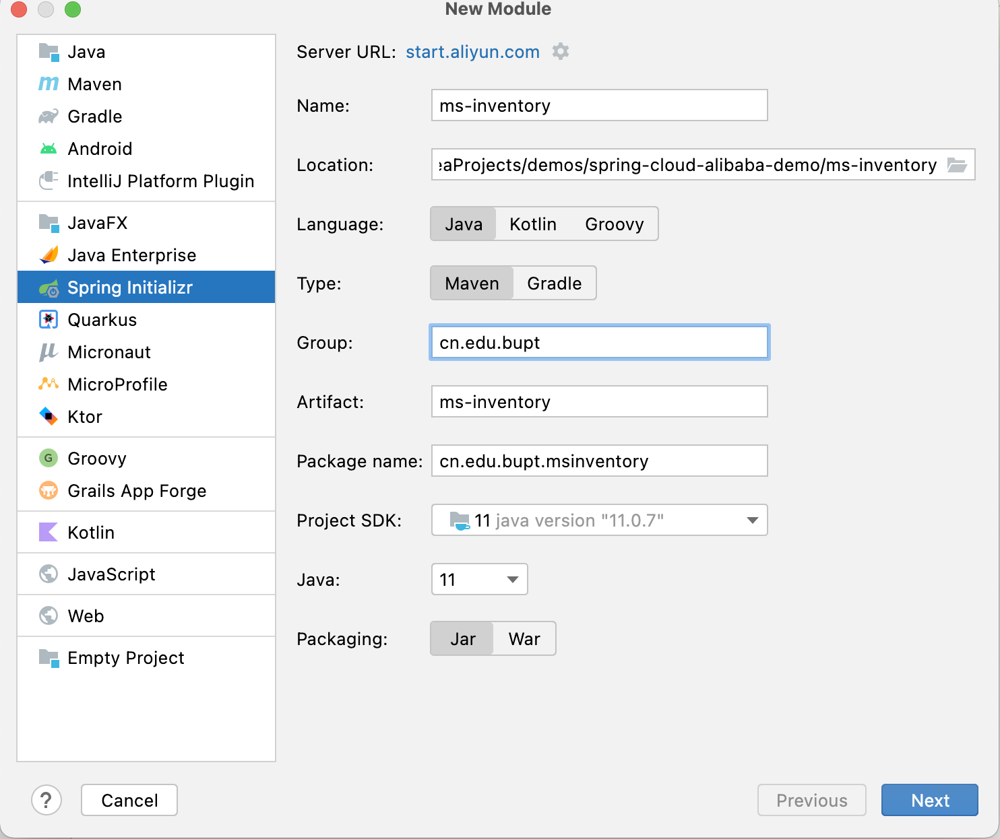 New Module
Java
Maven
Gradle
Android
IntelliJ Platform Plugin
JavaFX
Java Enterprise
Spring Initializr
Quarkus
Micronaut
MicroProfile
Ktor
Groovy
Grails App Forge
Kotlin
JavaScript
Web
Empty Project
Server URL: start.aliyun.com
Name: ms-inventory
Location: eaProjects/demos/spring-cloud-alibaba-demo/ms-inventory
Language: Java Kotlin Groovy
Type: Maven Gradle
Group: cn.edu.bupt
Artifact: ms-inventory
Package name: cn.edu.bupt.msinventory
Project SDK: 11 java version "11.0.7"
Java: 11
Packaging: Jar War
? Cancel Previous Next